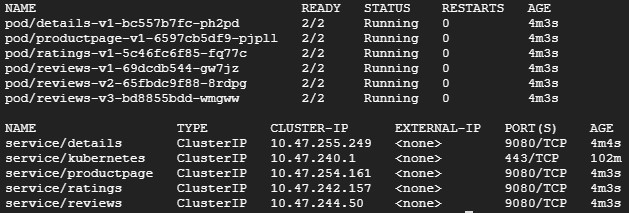 NAME READY STATUS RESTARTS AGE
pod/details-v1-bc557b7fc-ph2pd 2/2 Running 0 4m3s
pod/productpage-v1-6597cb5df9-pjpll 2/2 Running 0 4m3s
pod/ratings-v1-5c46fc6f85-fq77c 2/2 Running 0 4m3s
pod/reviews-v1-69dcdb544-gw7jz 2/2 Running 0 4m3s
pod/reviews-v2-65fbdc9f88-8rdpg 2/2 Running 0 4m3s
pod/reviews-v3-bd8855bdd-wmgww 2/2 Running 0 4m3s
NAME TYPE CLUSTER-IP EXTERNAL-IP PORT(S) AGE
service/details ClusterIP 10.47.255.249 <none> 9080/TCP 4m4s
service/kubernetes ClusterIP 10.47.240.1 <none> 443/TCP 102m
service/productpage ClusterIP 10.47.254.161 <none> 9080/TCP 4m3s
service/ratings ClusterIP 10.47.242.157 <none> 9080/TCP 4m3s
service/reviews ClusterIP 10.47.244.50 <none> 9080/TCP 4m3s